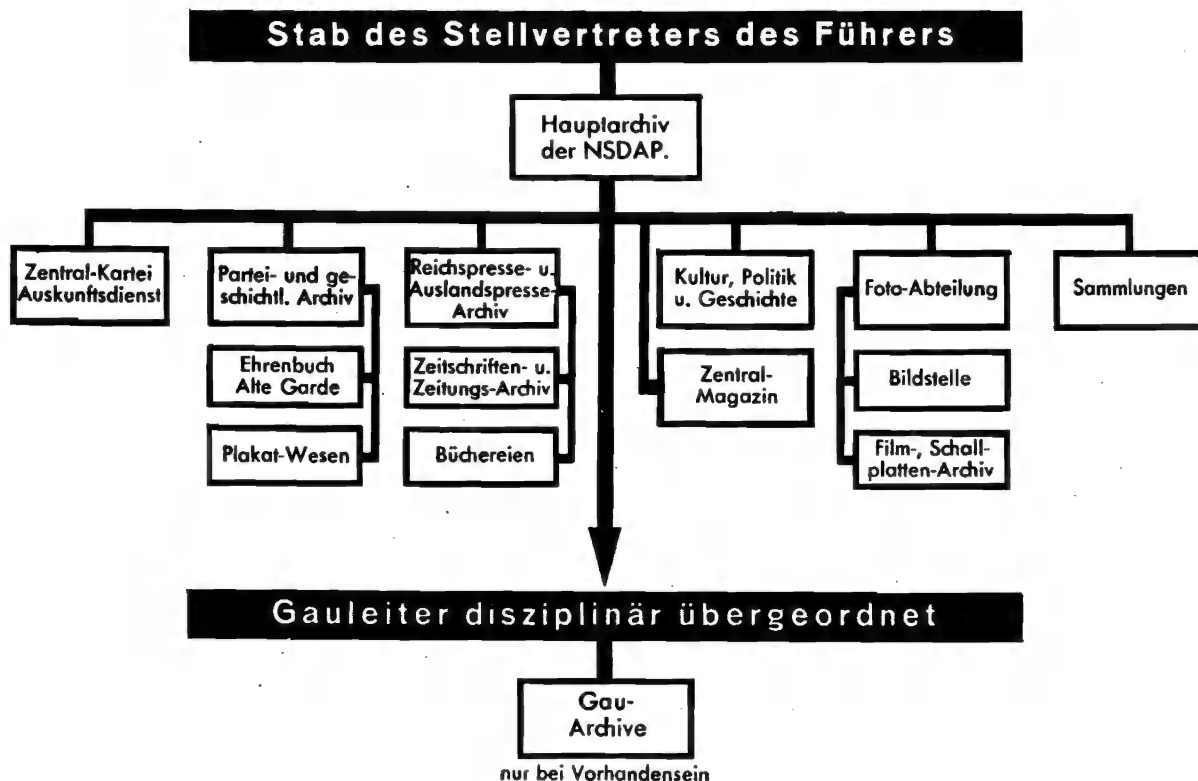 Stab des Stellvertreters des Führers
Hauptarchiv
der NSDAP.
Zentral-Kartei
Auskunftsdienst
Partei- und ge-
schichtl. Archiv
Ehrenbuch
Alte Garde
Plakat-Wesen
Reichspresse- u.
Auslandspresse-
Archiv
Zeitschriften- u.
Zeitungs-Archiv
Büchereien
Kultur, Politik
u. Geschichte
Zentral-
Magazin
Foto-Abteilung
Bildstelle
Film-, Schall-
platten-Archiv
Sammlungen
Gauleiter disziplinär übergeordnet
Gau-
Archive
nur bei Vorhandensein